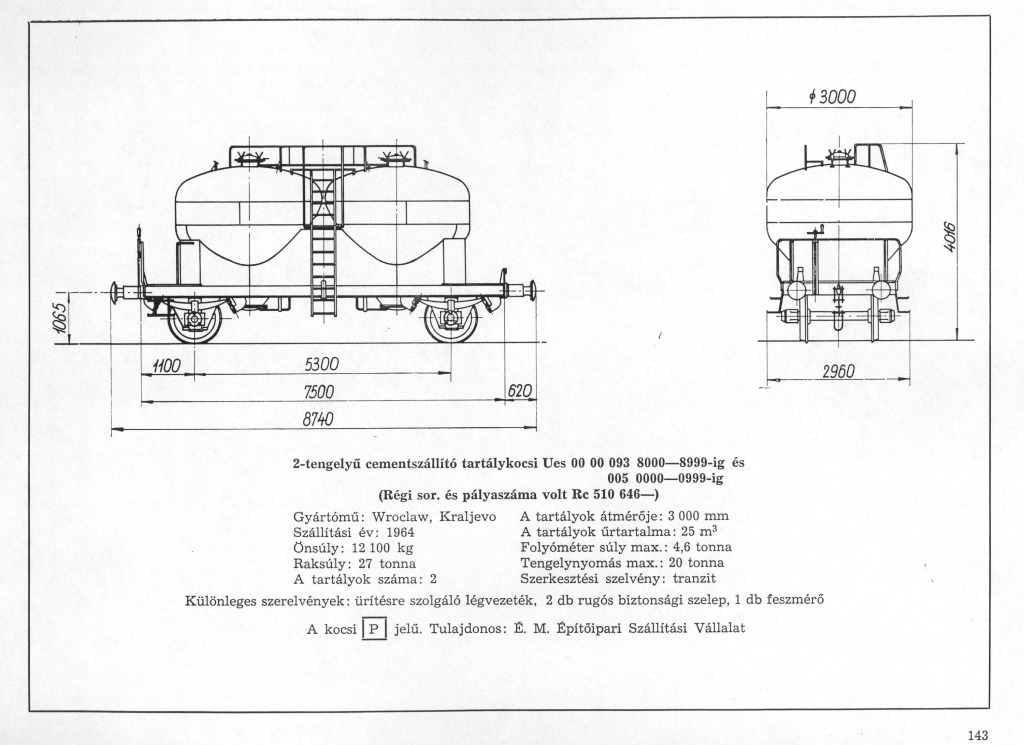 ϕ 3000
4016
1065
1100
5300
7500
620
8740
2960
2-tengelyű cementszállító tartálykocsi Ues 00 00 093 8000—8999-ig és
005 0000—0999-ig
(Régi sor. és pályaszáma volt Rc 510 646—)
Gyártómű: Wroclaw, Kraljevo
Szállítási év: 1964
Önsúly: 12 100 kg
Raksúly: 27 tonna
A tartályok száma: 2
A tartályok átmérője: 3 000 mm
A tartályok űrtartalma: 25 m³
Folyóméter súly max.: 4,6 tonna
Tengelynyomás max.: 20 tonna
Szerkesztési szelvény: tranzit
Különleges szerelvények: ürítésre szolgáló légvezeték, 2 db rugós biztonsági szelep, 1 db feszmérő
A kocsi P jelű. Tulajdonos: É. M. Építőipari Szállítási Vállalat
143